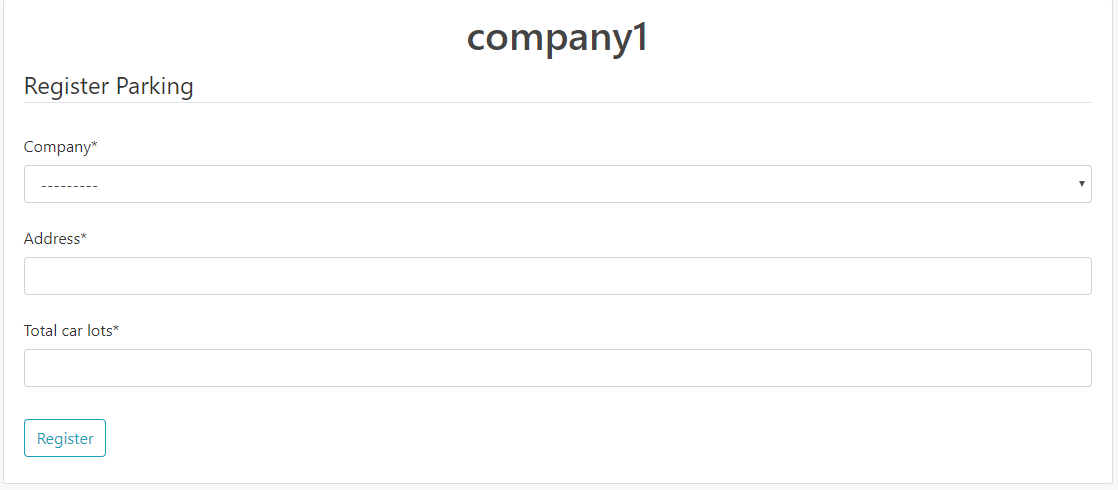 company1
Register Parking
Company*
---------
Address*
Total car lots*
Register